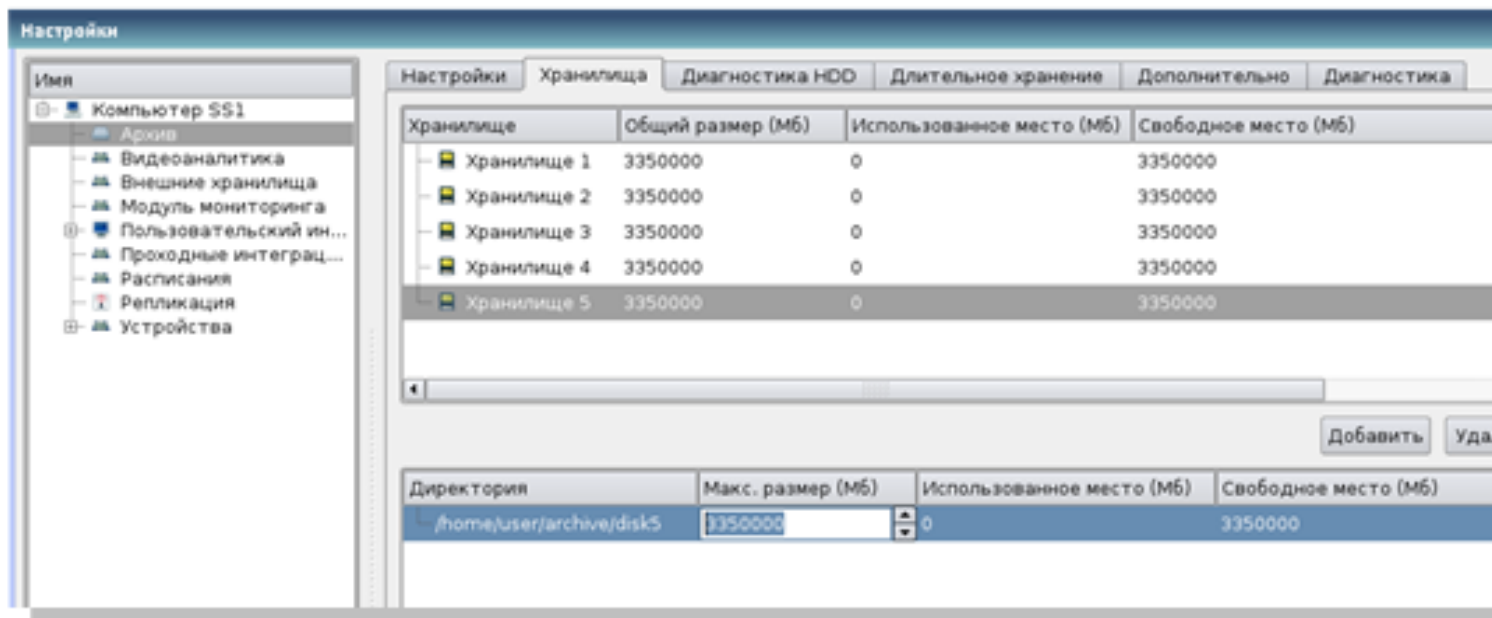 Настройки
Имя
Компьютер SS1
Архив
Видеоаналитика
Внешние хранилища
Модуль мониторинга
Пользовательский ин...
Проходные интеграц...
Расписания
Репликация
Устройства
Настройки Хранилища Диагностика HDD Длительное хранение Дополнительно Диагностика
Хранилище Общий размер (Мб) Использованное место (Мб) Свободное место (Мб)
Хранилище 1 3350000 0 3350000
Хранилище 2 3350000 0 3350000
Хранилище 3 3350000 0 3350000
Хранилище 4 3350000 0 3350000
Хранилище 5 3350000 0 3350000
Добавить Уда
Директория Макс. размер (Мб) Использованное место (Мб) Свободное место (Мб)
/home/user/archive/disk5 3350000 0 3350000